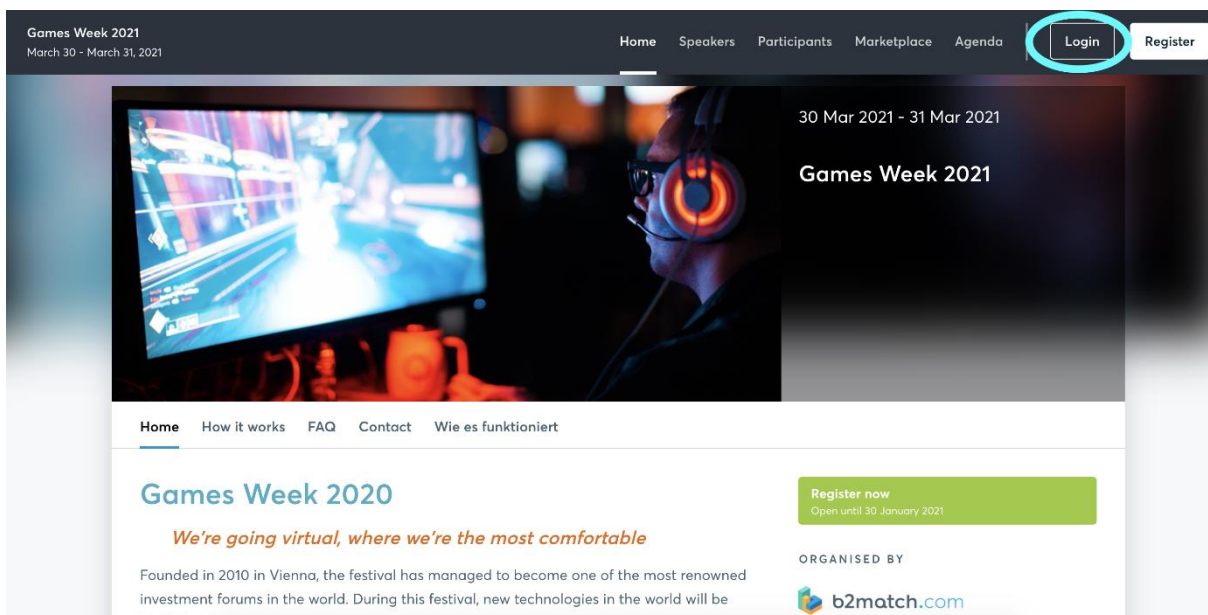 Games Week 2021
March 30 - March 31, 2021
Home Speakers Participants Marketplace Agenda Login Register
30 Mar 2021 - 31 Mar 2021
Games Week 2021
Home How it works FAQ Contact Wie es funktioniert
Games Week 2020
We're going virtual, where we're the most comfortable
Founded in 2010 in Vienna, the festival has managed to become one of the most renowned
investment forums in the world. During this festival, new technologies in the world will be
Register now
Open until 30 January 2021
ORGANISED BY
b2match.com